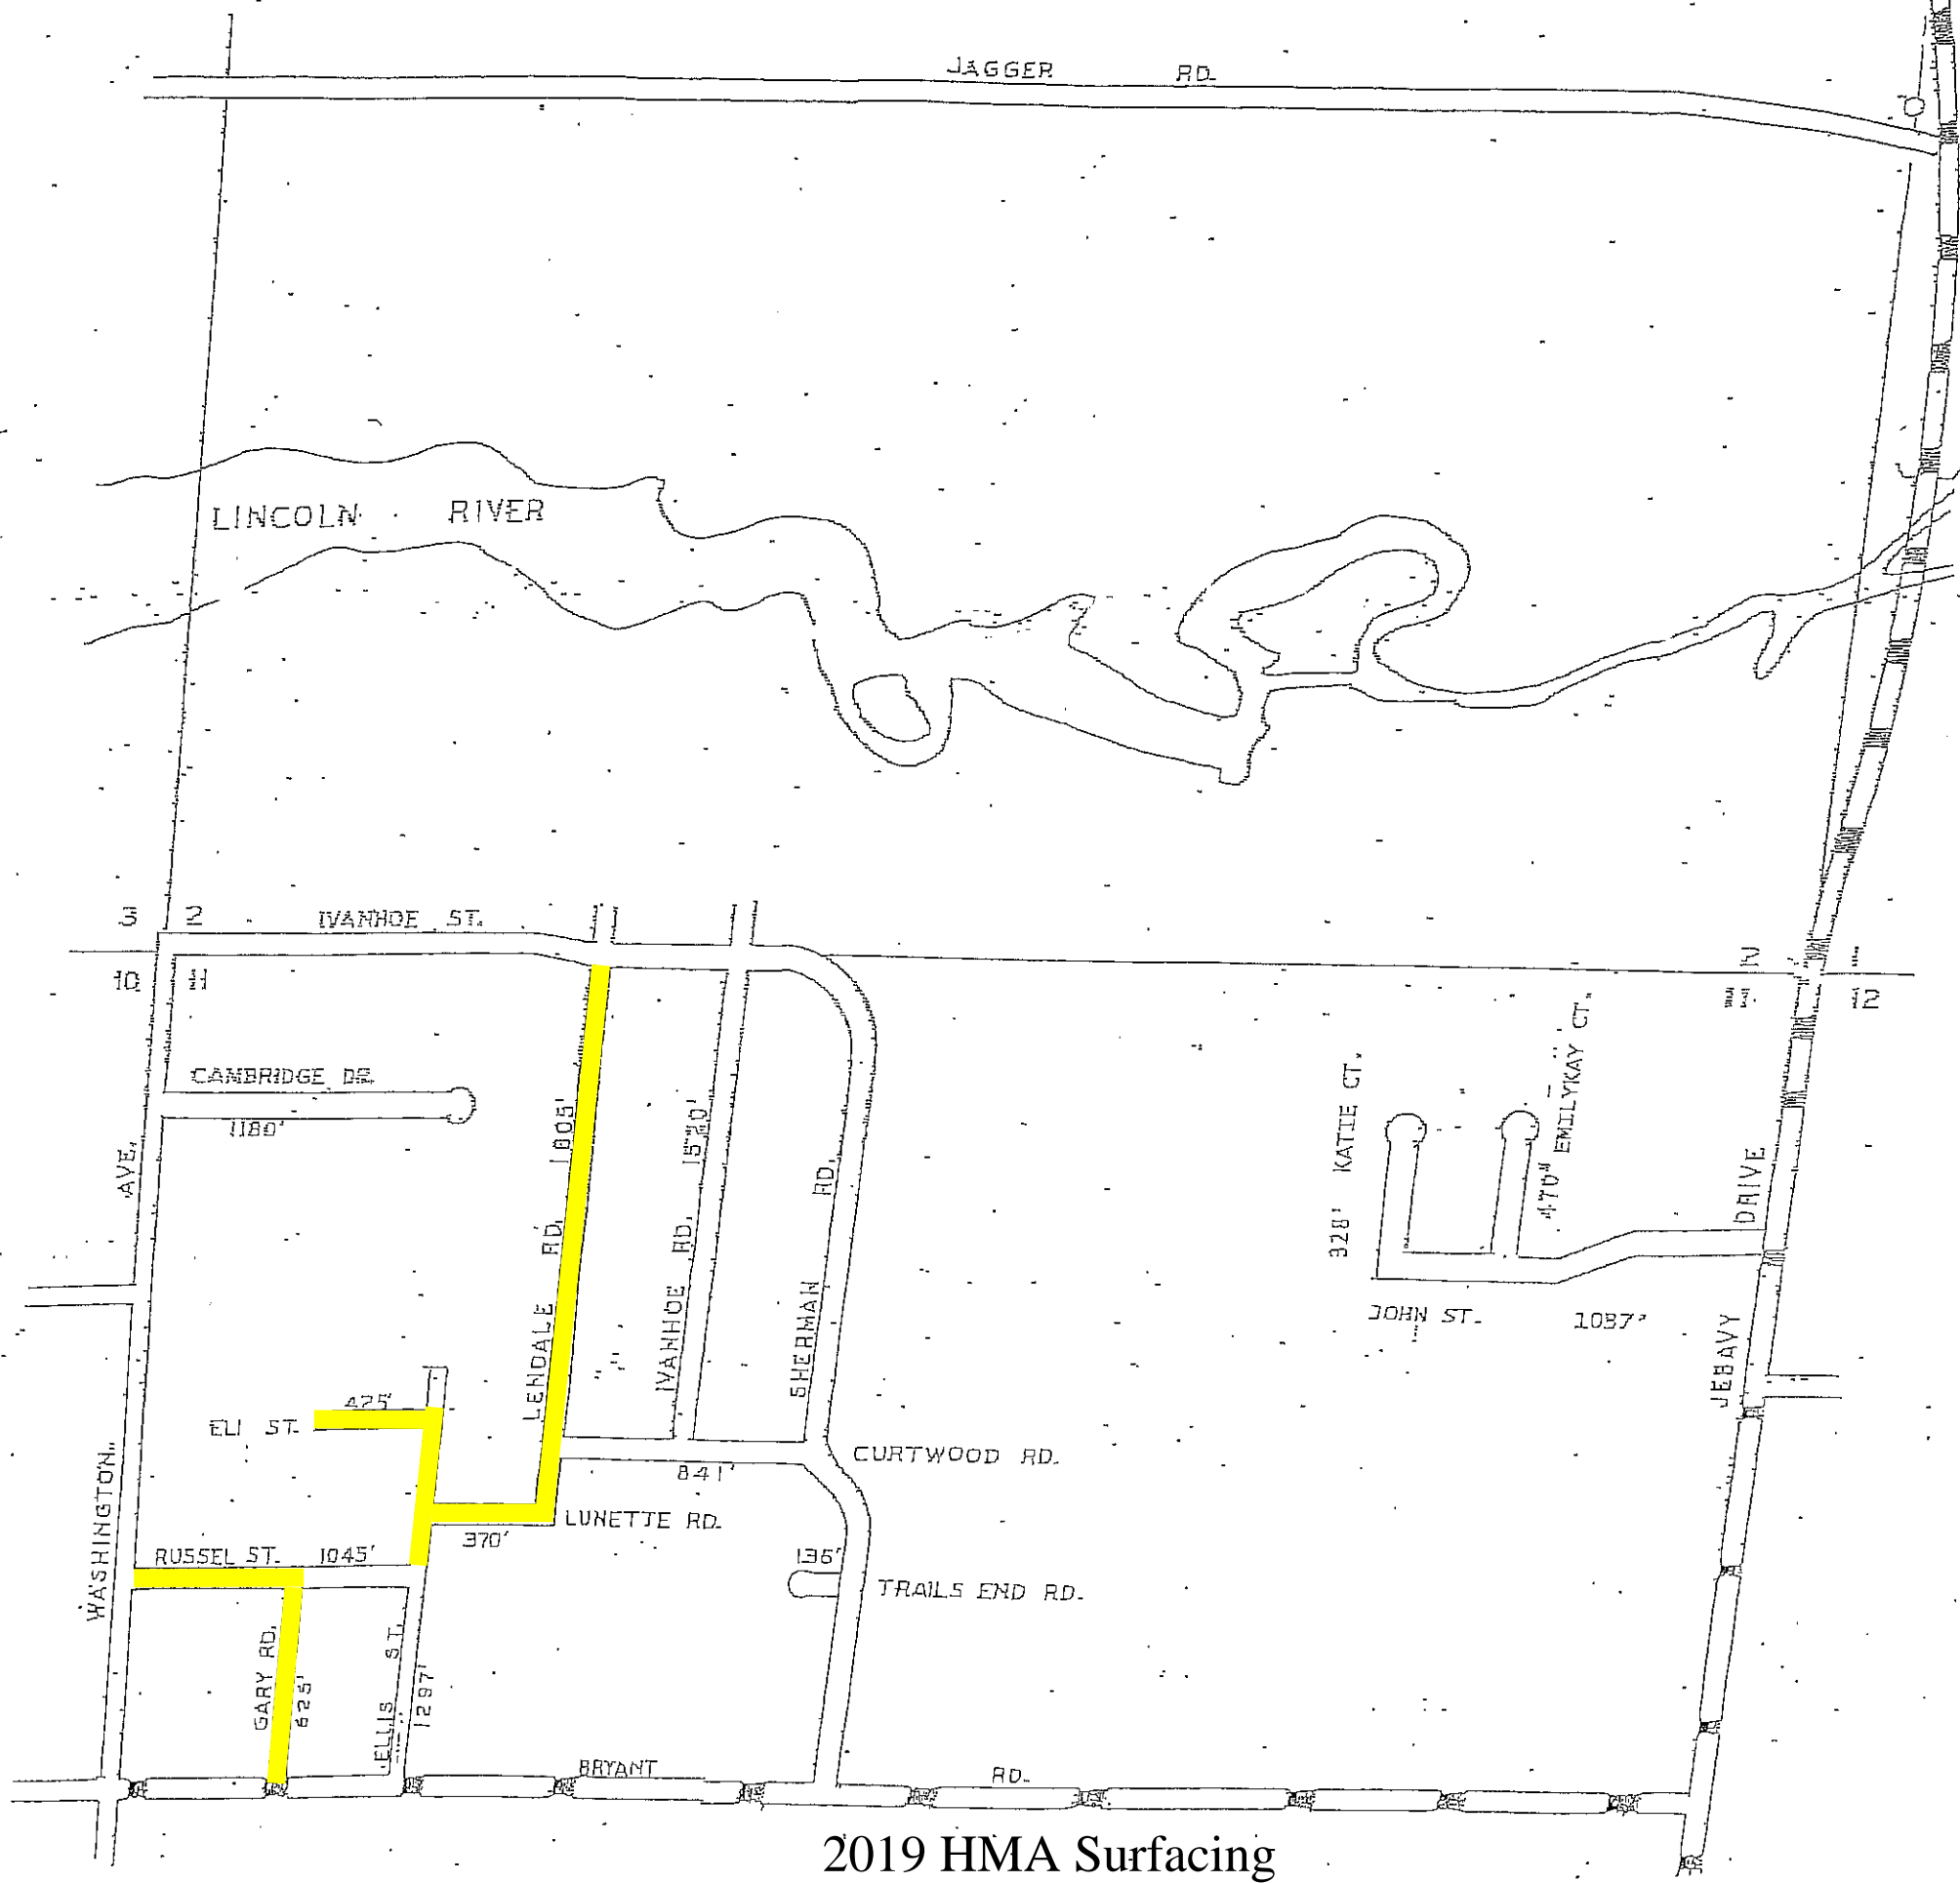 JAGGER RD.
LINCOLN RIVER
3 2
IVANHOE ST.
10 11
2 1
11 12
CAMBRIDGE DR.
1180'
AVE.
WASHINGTON
LENDALE RD. 1805'
IVANHOE RD.
SHERMAN RD.
328' KATIE CT.
470" EMILYKAY CT.
JEBAVY DRIVE
JOHN ST. 1087'
425'
ELI ST.
841'
CURTWOOD RD.
370'
LUNETTE RD.
RUSSEL ST. 1045'
136'
TRAILS END RD.
GARY RD.
625'
ELLIS ST.
1297'
BRYANT RD.
2019 HMA Surfacing